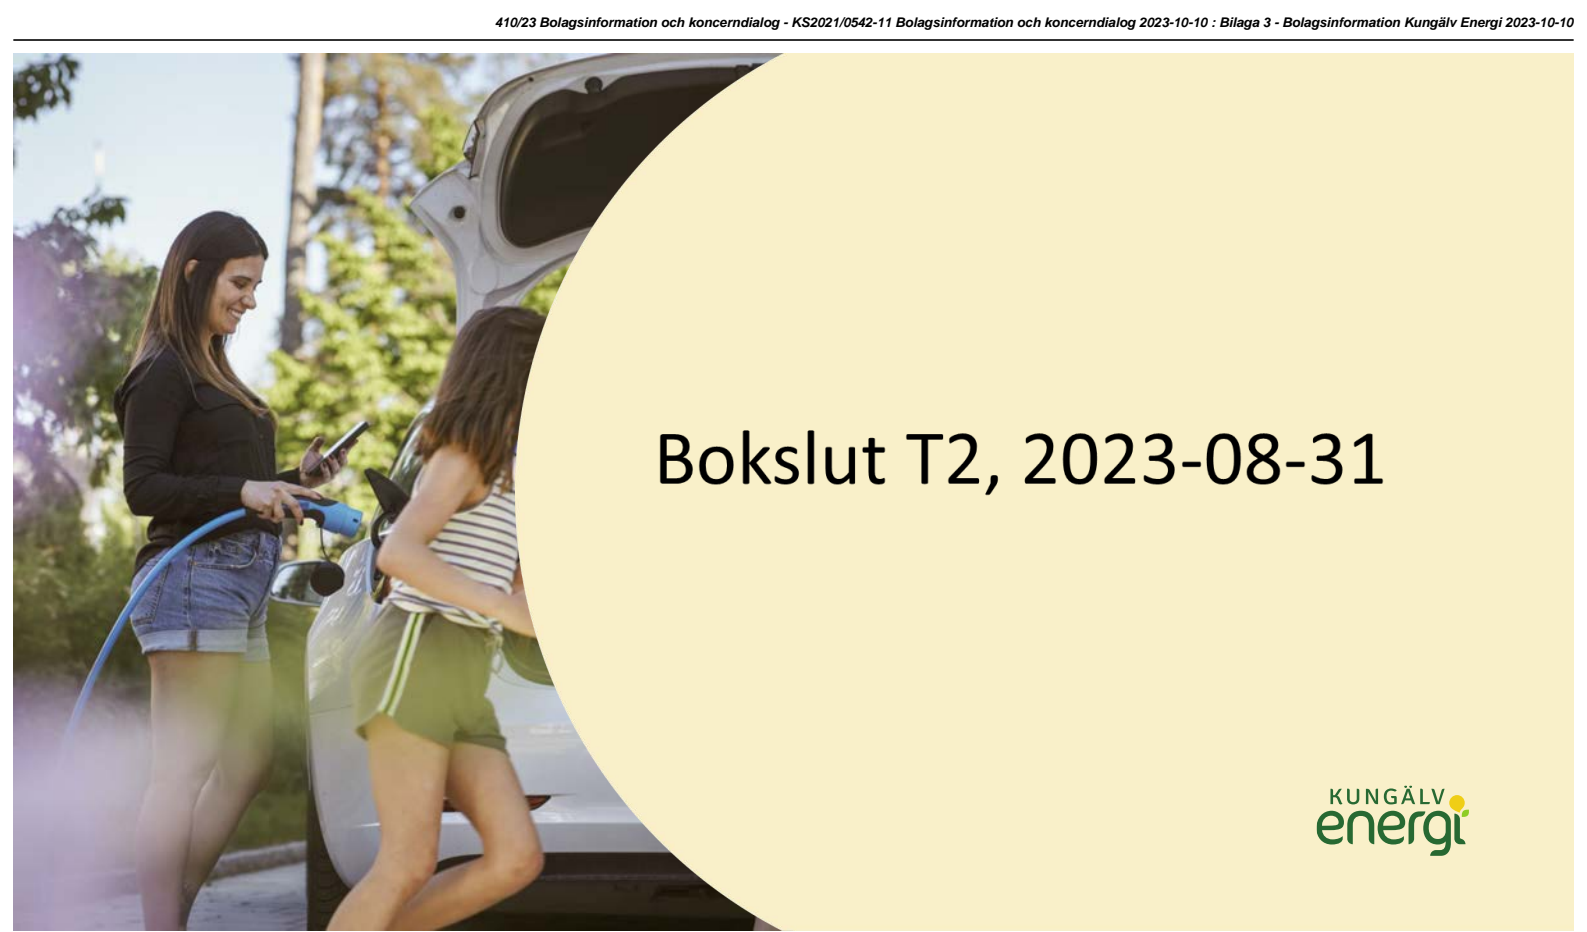 410/23 Bolagsinformation och koncerndialog - KS2021/0542-11 Bolagsinformation och koncerndialog 2023-10-10 : Bilaga 3 - Bolagsinformation Kungälv Energi 2023-10-10
Bokslut T2, 2023-08-31
KUNGÄLV
energi